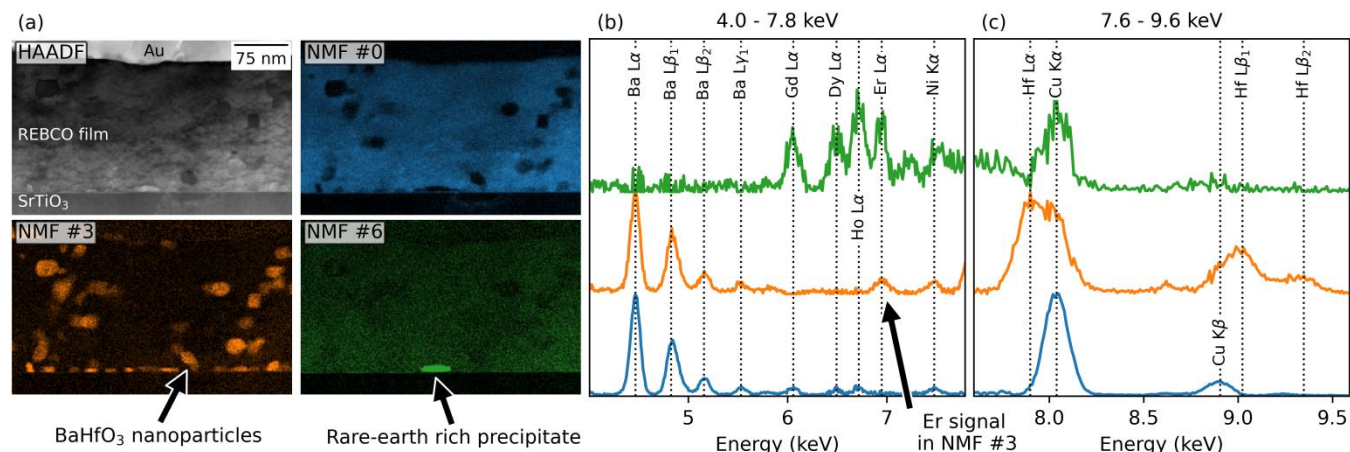 (a)
HAADF
Au
75 nm
REBCO film
SrTiO₃
NMF #0
NMF #3
NMF #6
BaHfO₃ nanoparticles
Rare-earth rich precipitate
(b)
4.0 - 7.8 keV
Ba Lα
Ba Lβ₁
Ba Lβ₂
Ba Lγ₁
Gd Lα
Dy Lα
Ho Lα
Er Lα
Ni Kα
5
6
7
Energy (keV)
Er signal
in NMF #3
(c)
7.6 - 9.6 keV
Hf Lα
Cu Kα
Cu Kβ
Hf Lβ₁
Hf Lβ₂
8.0
8.5
9.0
9.5
Energy (keV)